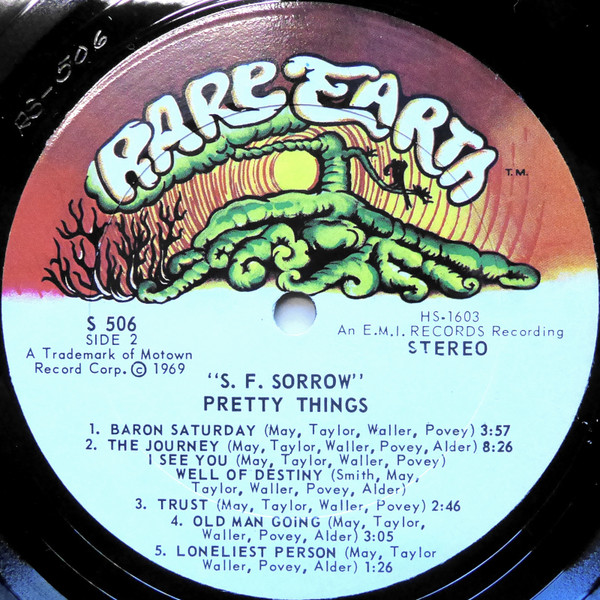 RS-506
RARE EARTH
T.M.
S 506
SIDE 2
A Trademark of Motown
Record Corp. © 1969
HS-1603
An E.M.I. RECORDS Recording
STEREO
"S. F. SORROW"
PRETTY THINGS
1. BARON SATURDAY (May, Taylor, Waller, Povey) 3:57
2. THE JOURNEY (May, Taylor, Waller, Povey, Alder) 8:26
I SEE YOU (May, Taylor, Waller, Povey)
WELL OF DESTINY (Smith, May,
Taylor, Waller, Povey, Alder)
3. TRUST (May, Taylor, Waller, Povey) 2:46
4. OLD MAN GOiNG (May, Taylor,
Waller, Povey, Alder) 3:05
5. LONELIEST PERSON (May, Taylor
Waller, Povey, Alder) 1:26